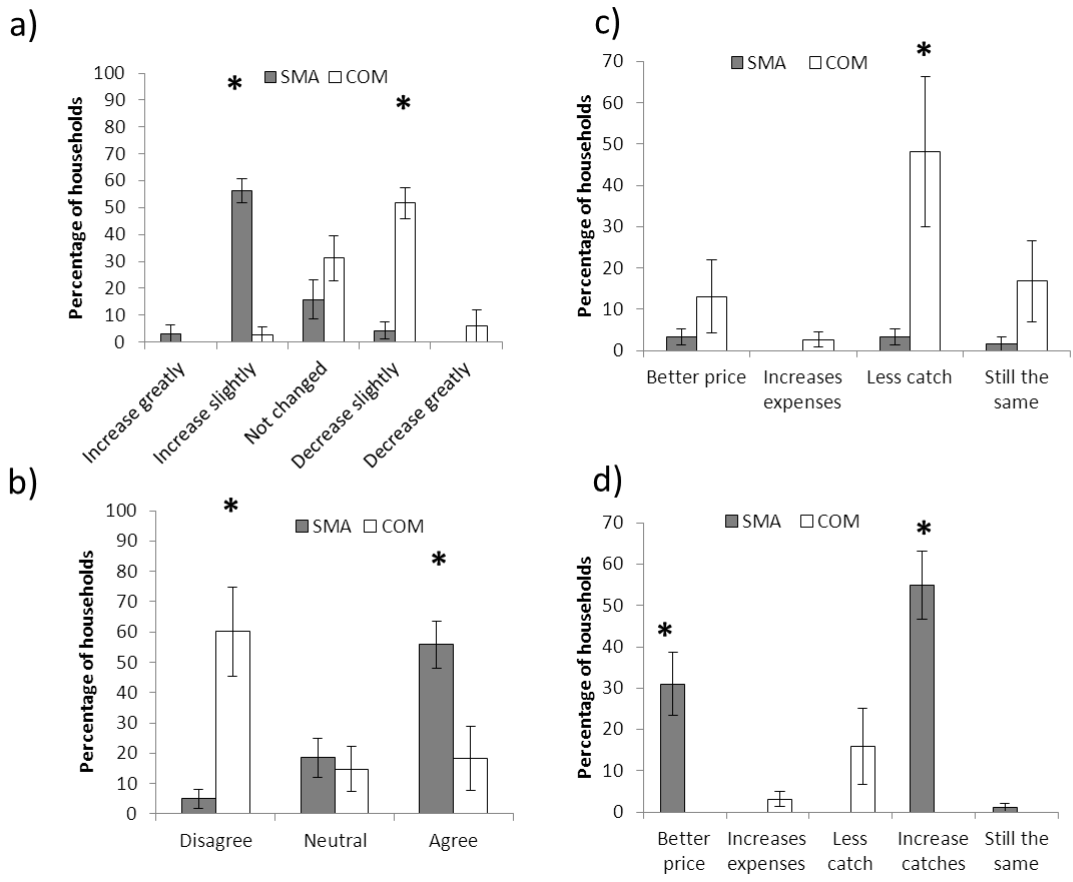 a)
SMA COM
*
*
Percentage of households
100
90
80
70
60
50
40
30
20
10
0
Increase greatly
Increase slightly
Not changed
Decrease slightly
Decrease greatly
b)
SMA COM
*
*
Percentage of households
100
90
80
70
60
50
40
30
20
10
0
Disagree Neutral Agree
c)
SMA COM
*
Percentage of households
70
60
50
40
30
20
10
0
Better price
Increases
expenses
Less catch
Still the
same
d)
SMA COM
*
*
Percentage of households
70
60
50
40
30
20
10
0
Better
price
Increases
expenses
Less
catch
Increase
catches
Still the
same